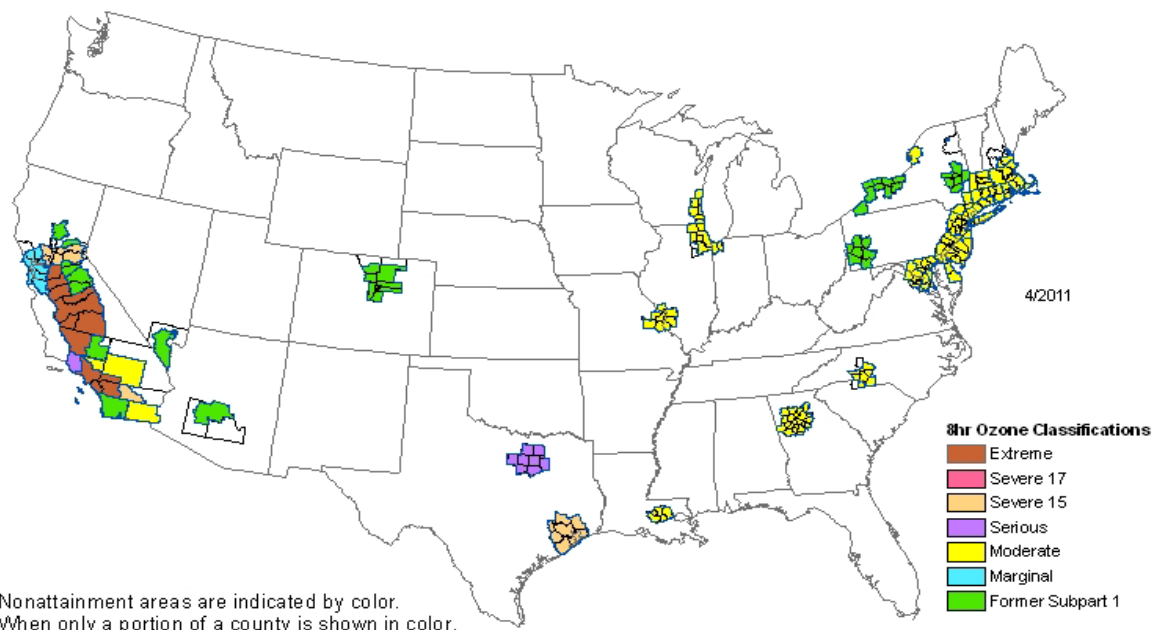 4/2011
8hr Ozone Classifications
Extreme
Severe 17
Severe 15
Serious
Moderate
Marginal
Former Subpart 1
Nonattainment areas are indicated by color.
When only a portion of a county is shown in color,